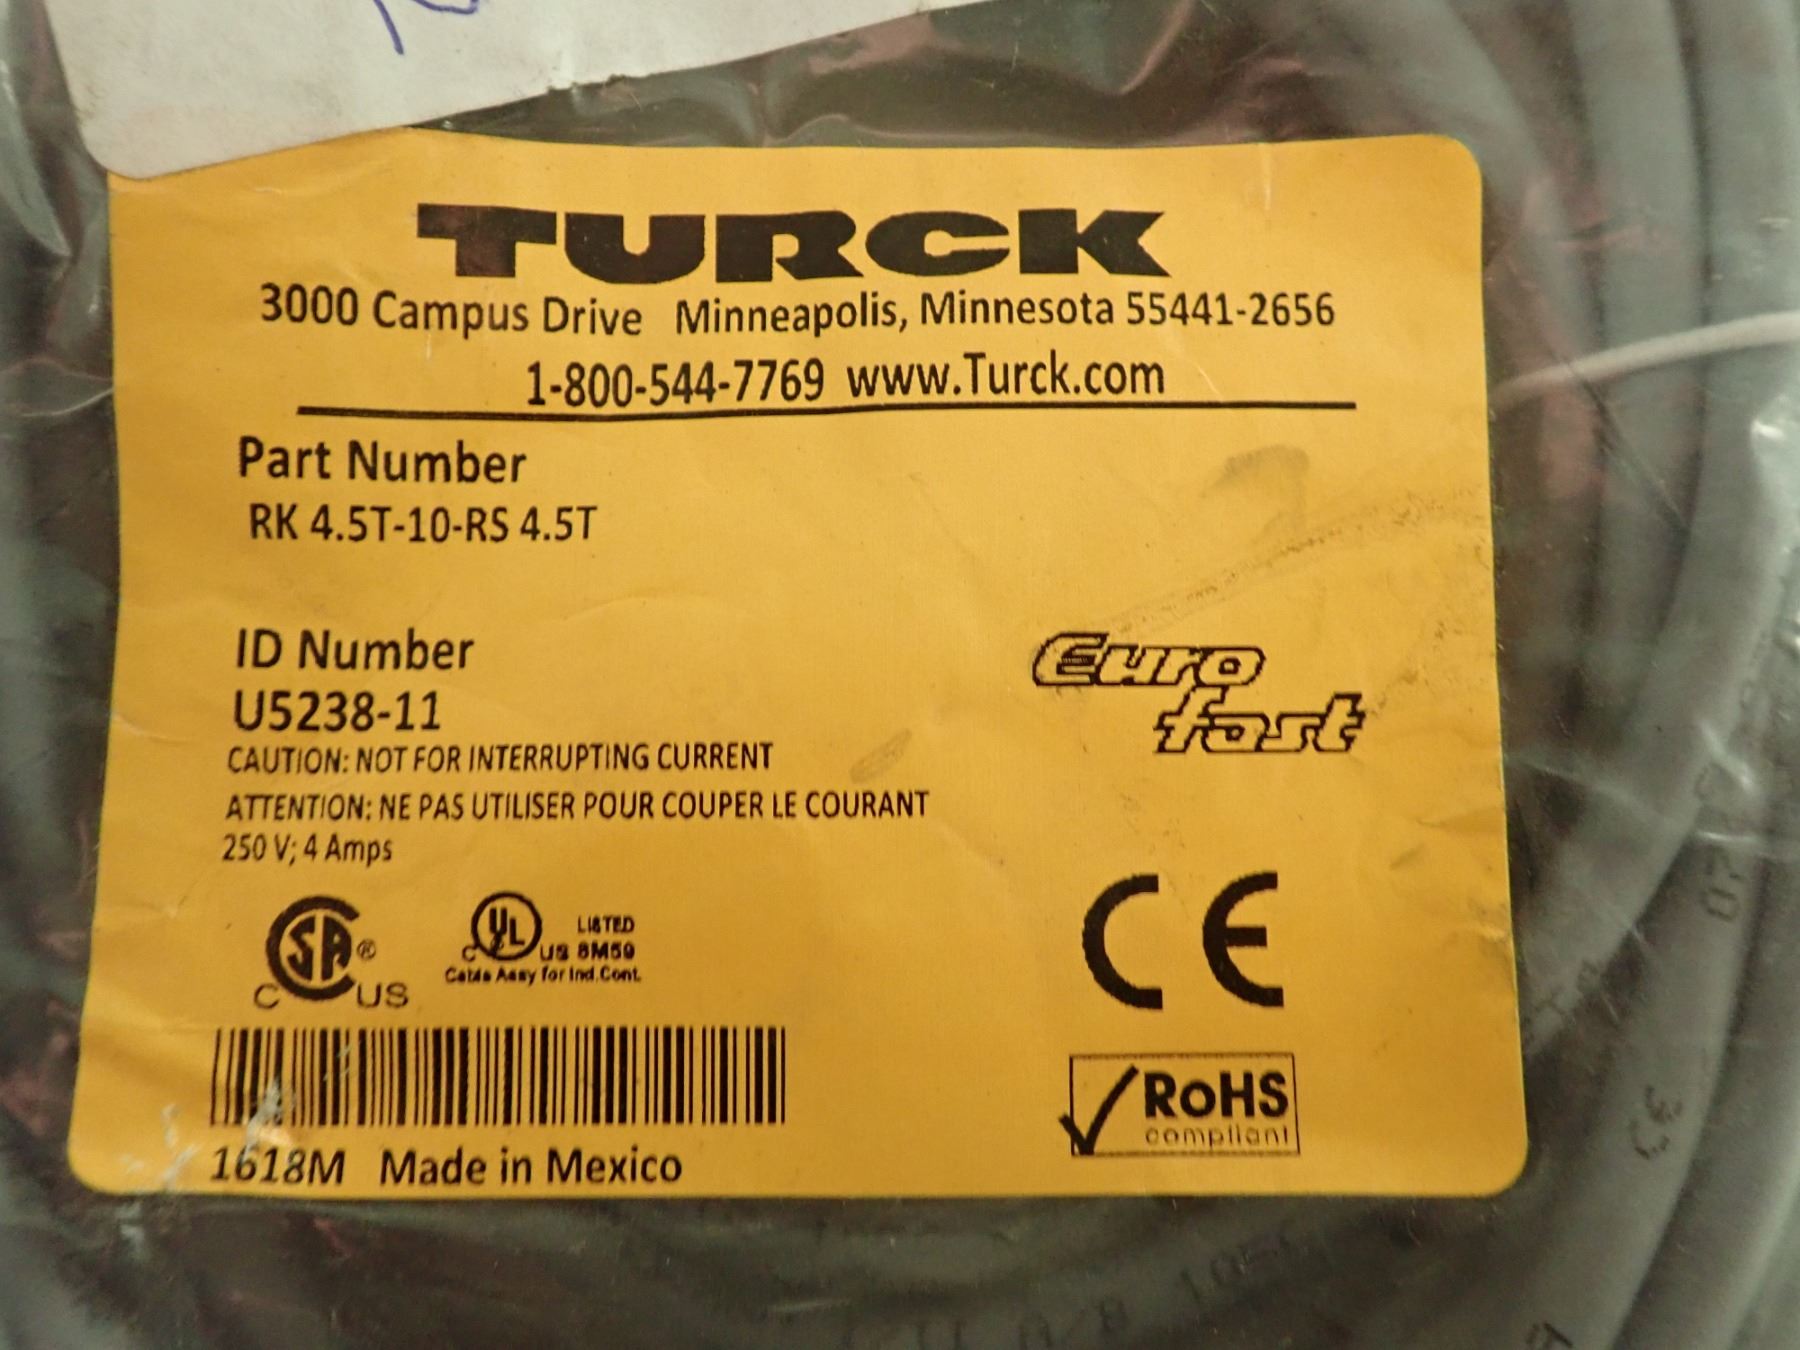 TURCK
3000 Campus Drive Minneapolis, Minnesota 55441-2656
1-800-544-7769 www.Turck.com
Part Number
RK 4.5T-10-RS 4.5T
ID Number
U5238-11
Euro
fast
CAUTION: NOT FOR INTERRUPTING CURRENT
ATTENTION: NE PAS UTILISER POUR COUPER LE COURANT
250 V; 4 Amps
SA ®
C US
UL LISTED
C US 8M59
Cable Assy for Ind.Cont.
CE
RoHS
compliant
1618M Made in Mexico
CE